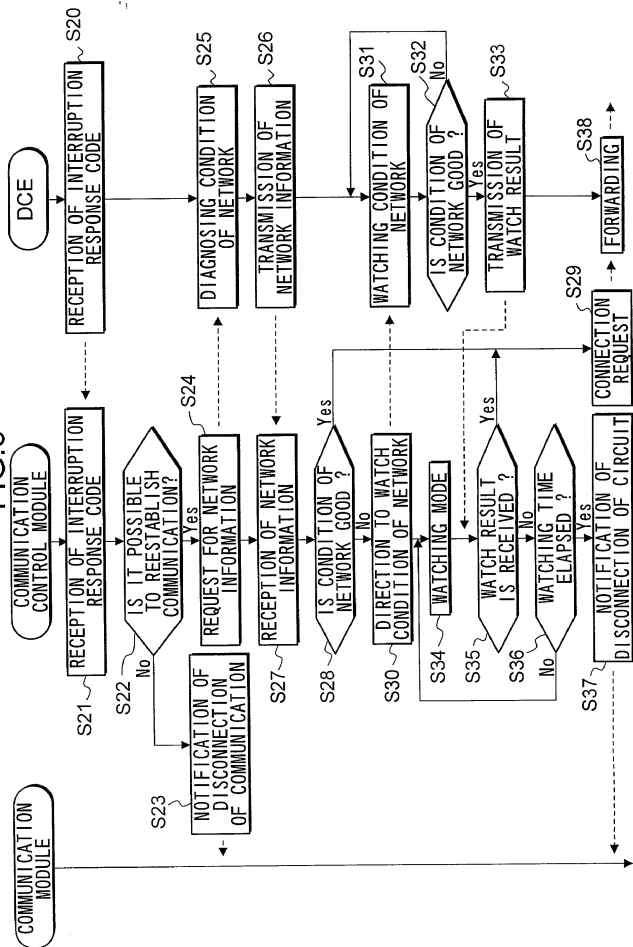 COMMUNICATION
MODULE
COMMUNICATION
CONTROL MODULE
DCE
RECEPTION OF INTERRUPTION
RESPONSE CODE
S20
S21
RECEPTION OF INTERRUPTION
RESPONSE CODE
S22
IS IT POSSIBLE
TO REESTABLISH
COMMUNICATION?
No
Yes
S23
NOTIFICATION OF
DISCONNECTION
OF COMMUNICATION
S24
REQUEST FOR NETWORK
INFORMATION
S25
DIAGNOSING CONDITION
OF NETWORK
S26
TRANSMISSION OF
NETWORK INFORMATION
S27
RECEPTION OF NETWORK
INFORMATION
S28
IS CONDITION OF
NETWORK GOOD ?
Yes
No
S30
DIRECTION TO WATCH
CONDITION OF NETWORK
S31
WATCHING CONDITION OF
NETWORK
S32
IS CONDITION OF
NETWORK GOOD ?
No
Yes
S33
TRANSMISSION OF
WATCH RESULT
S34
WATCHING MODE
S35
WATCH RESULT
IS RECEIVED ?
Yes
No
S36
WATCHING TIME
ELAPSED ?
No
Yes
S37
NOTIFICATION OF
DISCONNECTION OF CIRCUIT
S29
CONNECTION
REQUEST
S38
FORWARDING